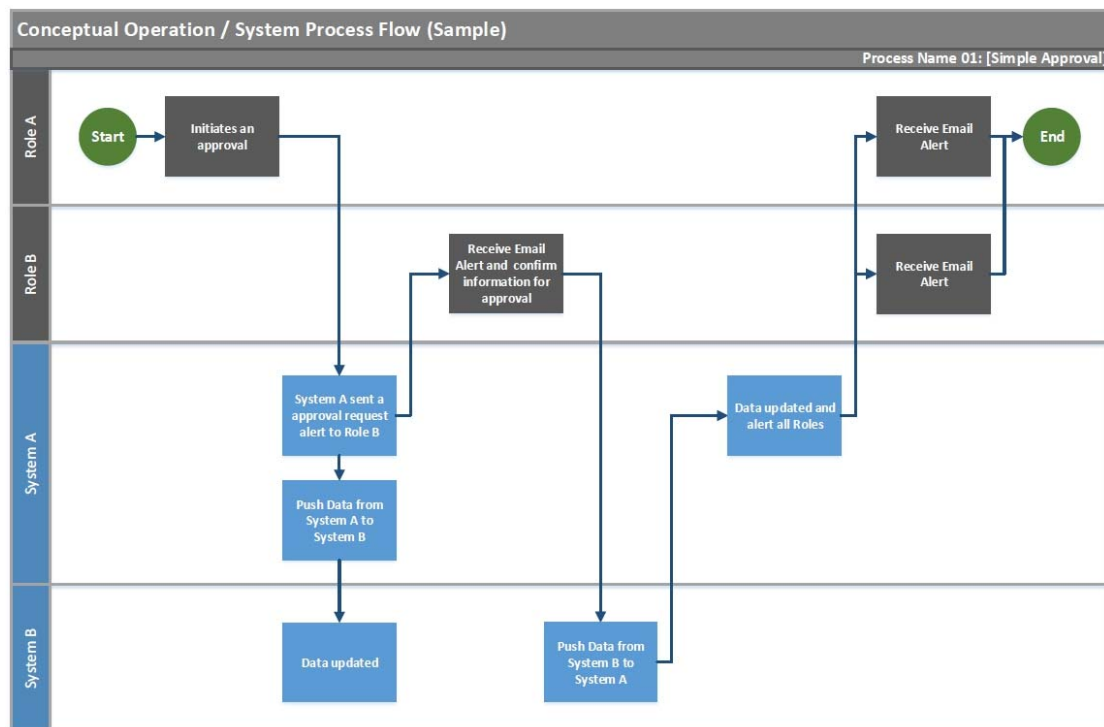 Conceptual Operation / System Process Flow (Sample)
Process Name 01: [Simple Approval]
Role A
Start
Initiates an
approval
Receive Email
Alert
End
Role B
Receive Email
Alert and confirm
information for
approval
Receive Email
Alert
System A
System A sent a
approval request
alert to Role B
Data updated and
alert all Roles
Push Data from
System A to
System B
System B
Data updated
Push Data from
System B to
System A